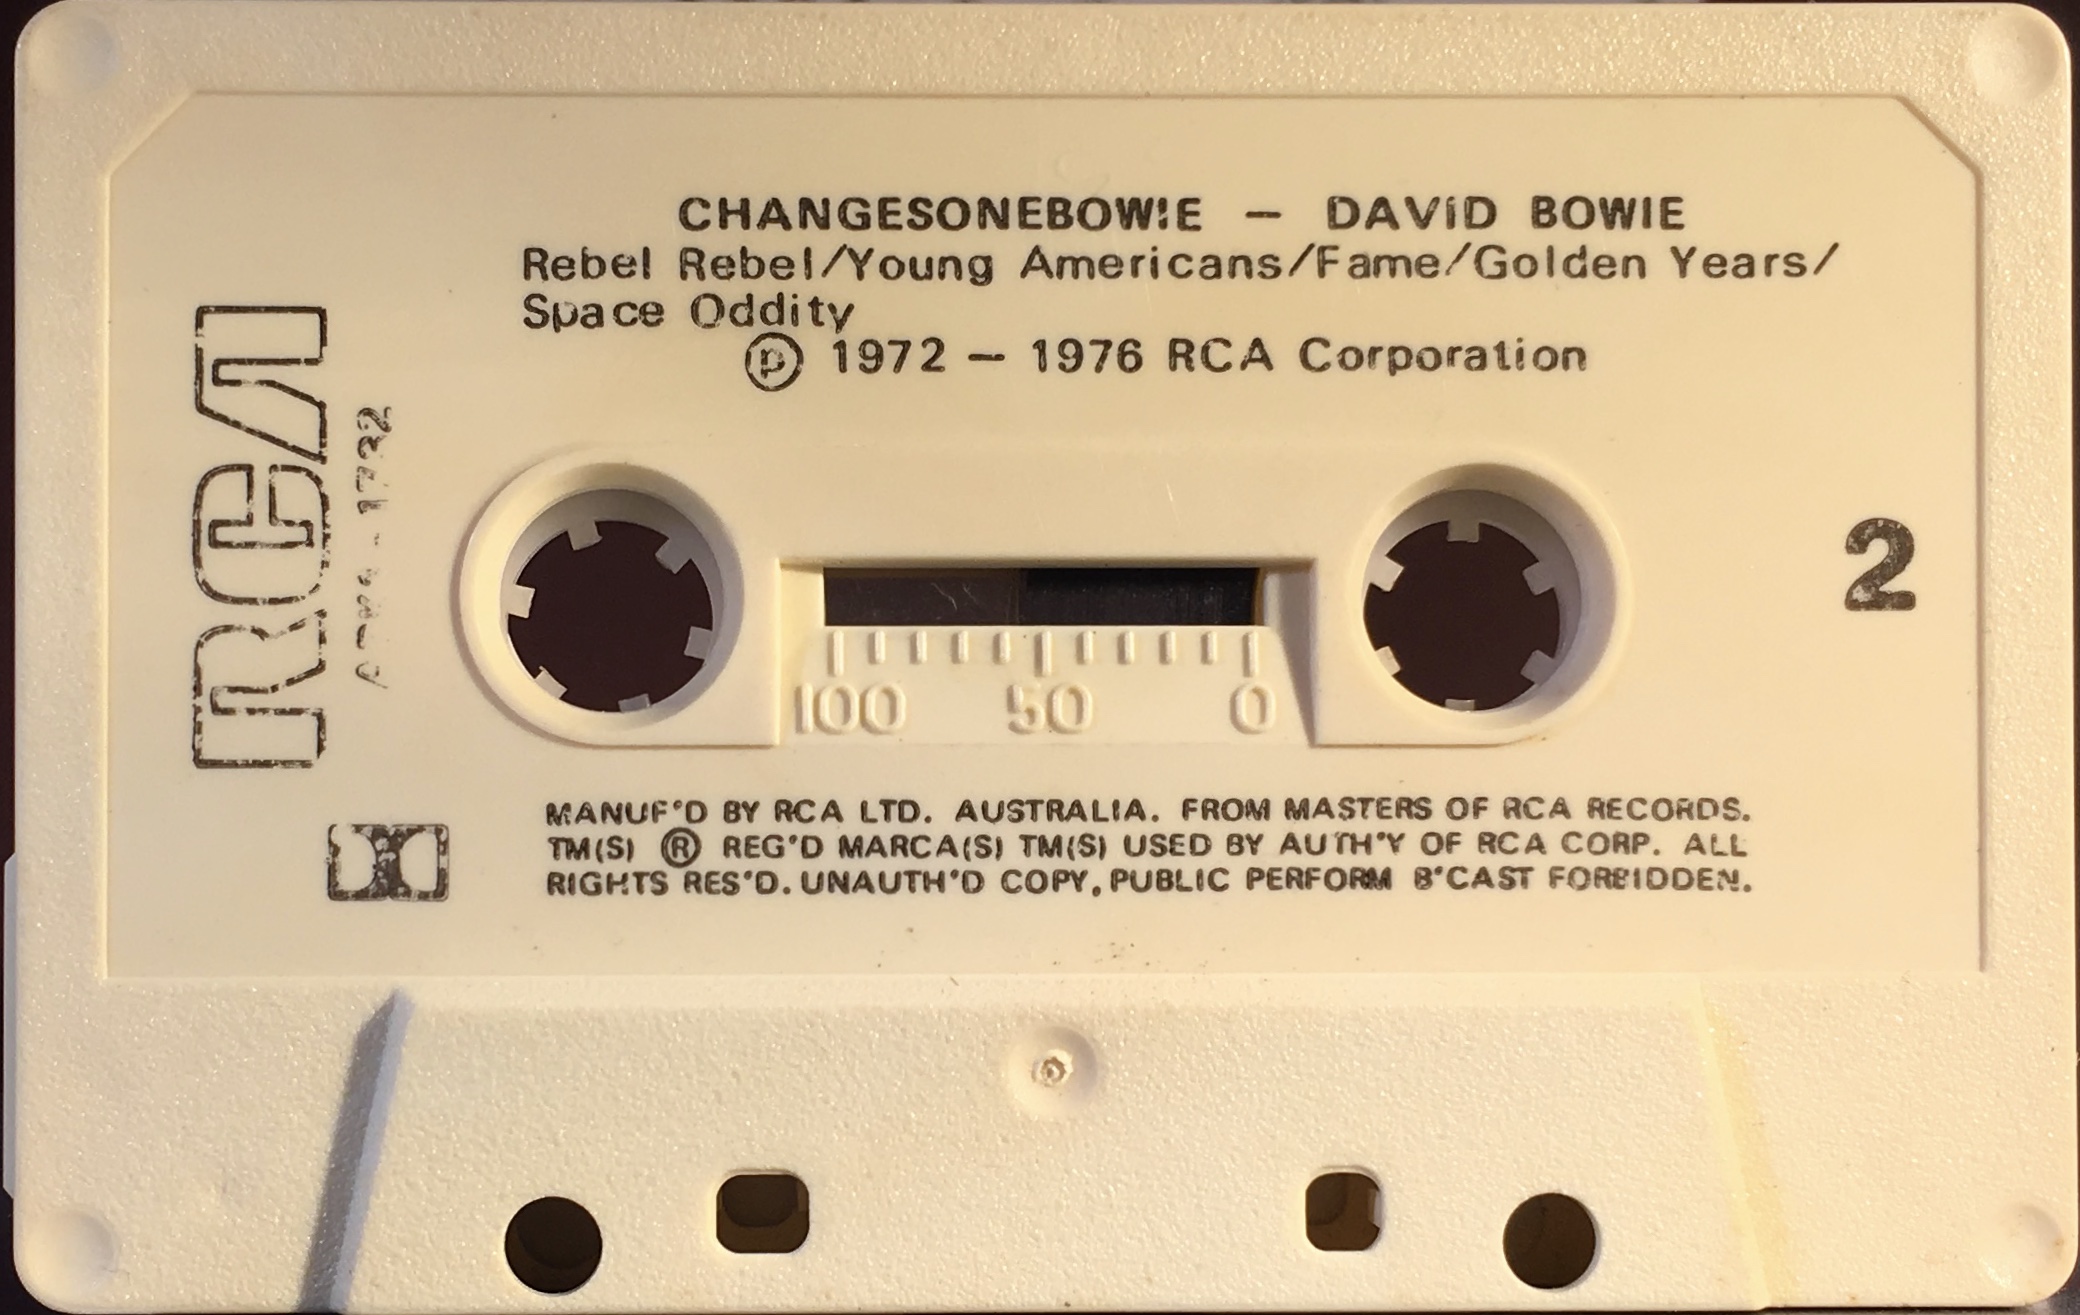 CHANGESONEBOWIE — DAVID BOWIE
Rebel Rebel/Young Americans/Fame/Golden Years/
Space Oddity
℗ 1972 — 1976 RCA Corporation
RCA
- 1732
2
100 50 0
MANUF'D BY RCA LTD. AUSTRALIA. FROM MASTERS OF RCA RECORDS.
TM(S) ® REG'D MARCA(S) TM(S) USED BY AUTH'Y OF RCA CORP. ALL
RIGHTS RES'D. UNAUTH'D COPY, PUBLIC PERFORM B'CAST FORBIDDEN.